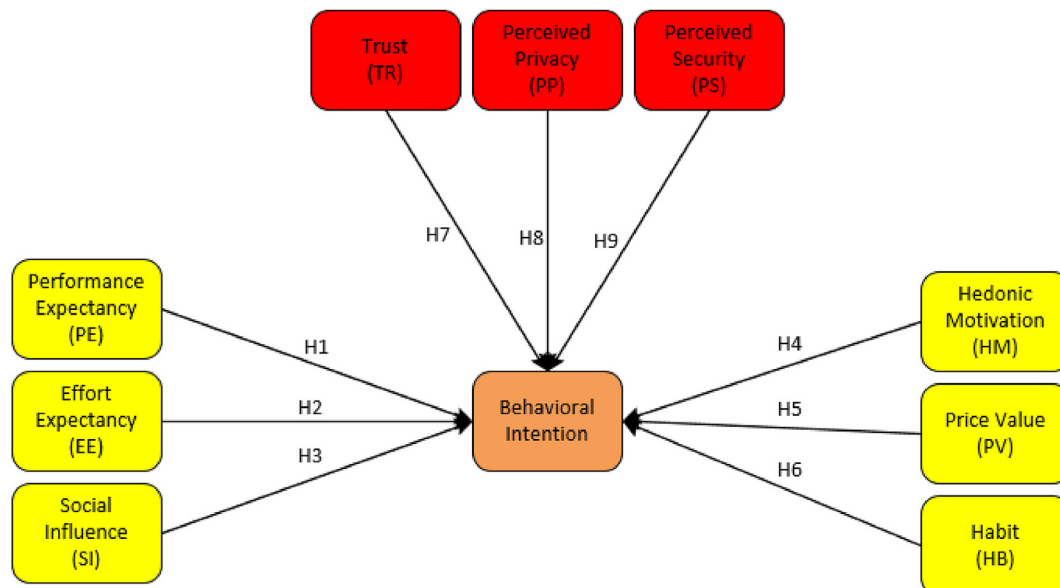 Trust
(TR)
Perceived
Privacy
(PP)
Perceived
Security
(PS)
H7
H8
H9
Performance
Expectancy
(PE)
Effort
Expectancy
(EE)
Social
Influence
(SI)
H1
H2
H3
Behavioral
Intention
H4
H5
H6
Hedonic
Motivation
(HM)
Price Value
(PV)
Habit
(HB)